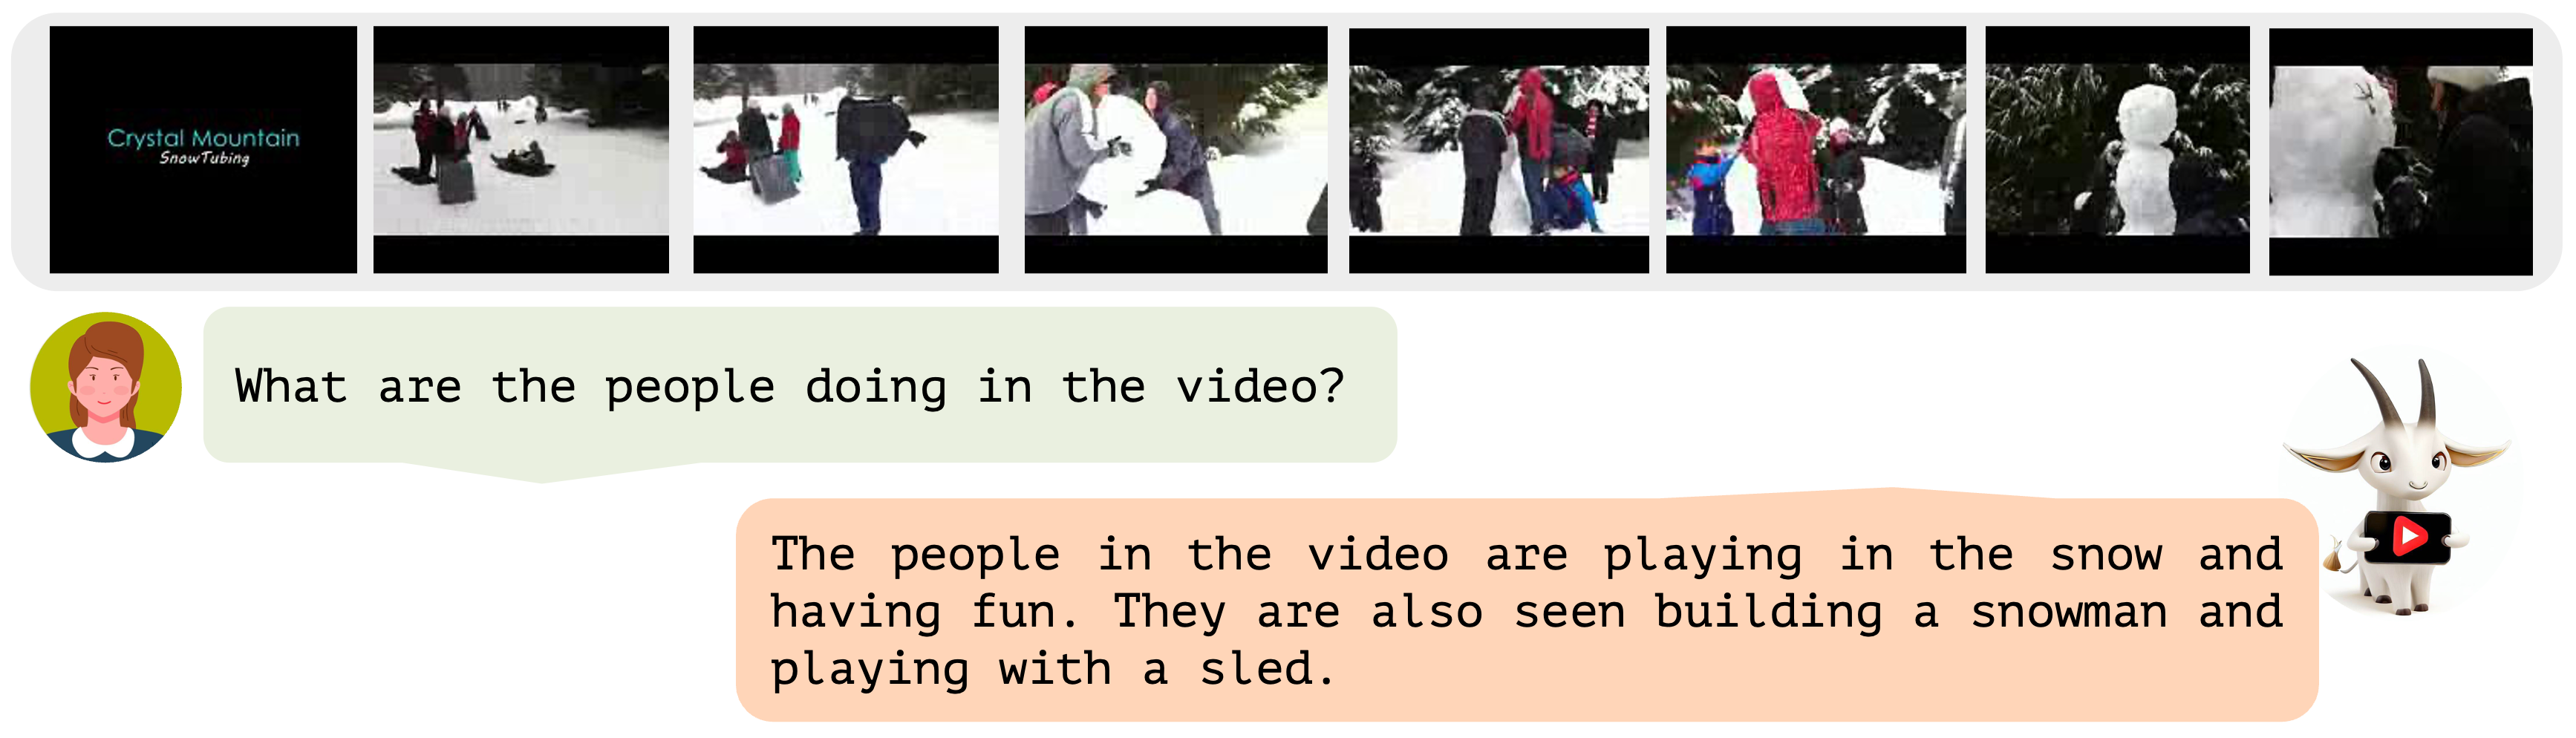 Crystal Mountain
SnowTubing
What are the people doing in the video?
The people in the video are playing in the snow and
having fun. They are also seen building a snowman and
playing with a sled.